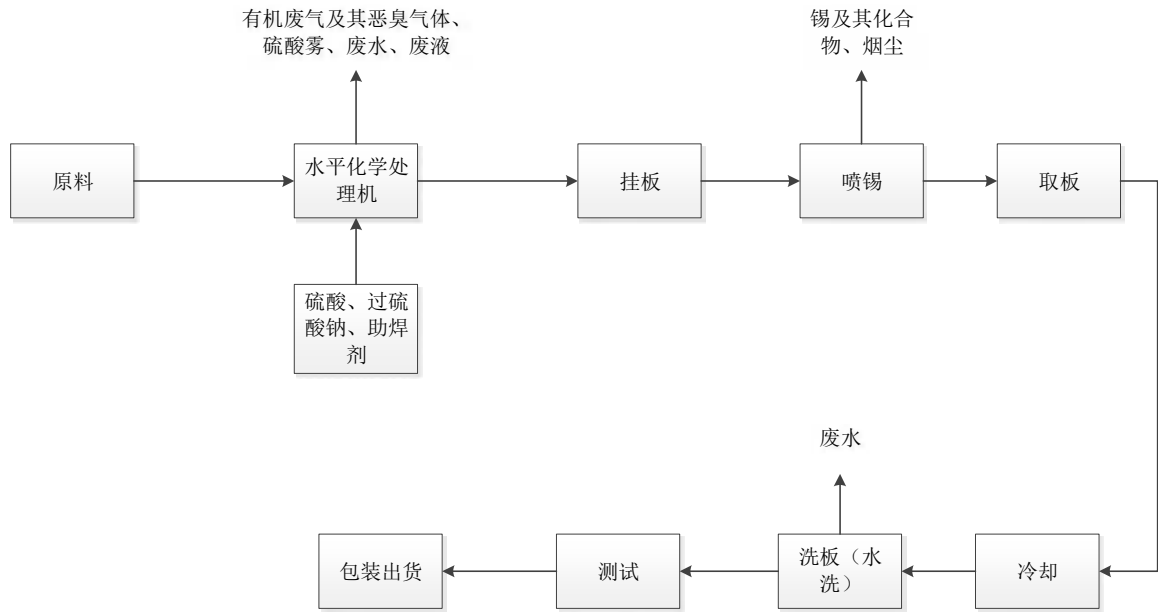 有机废气及其恶臭气体、
硫酸雾、废水、废液
锡及其化合
物、烟尘
原料
水平化学处
理机
挂板
喷锡
取板
硫酸、过硫
酸钠、助焊
剂
废水
包装出货
测试
洗板（水
洗）
冷却